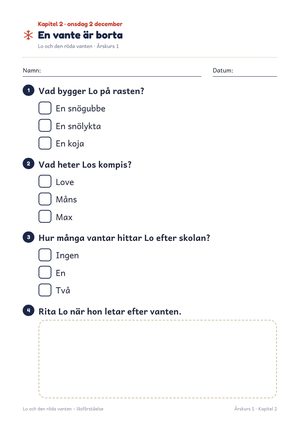 Kapitel 2 · onsdag 2 december
En vante är borta
Lo och den röda vanten · Årskurs 1
Namn: Datum:
1 Vad bygger Lo på rasten?
En snögubbe
En snölykta
En koja
2 Vad heter Los kompis?
Love
Måns
Max
3 Hur många vantar hittar Lo efter skolan?
Ingen
En
Två
4 Rita Lo när hon letar efter vanten.
Lo och den röda vanten – läsförståelse Årskurs 1 · Kapitel 2